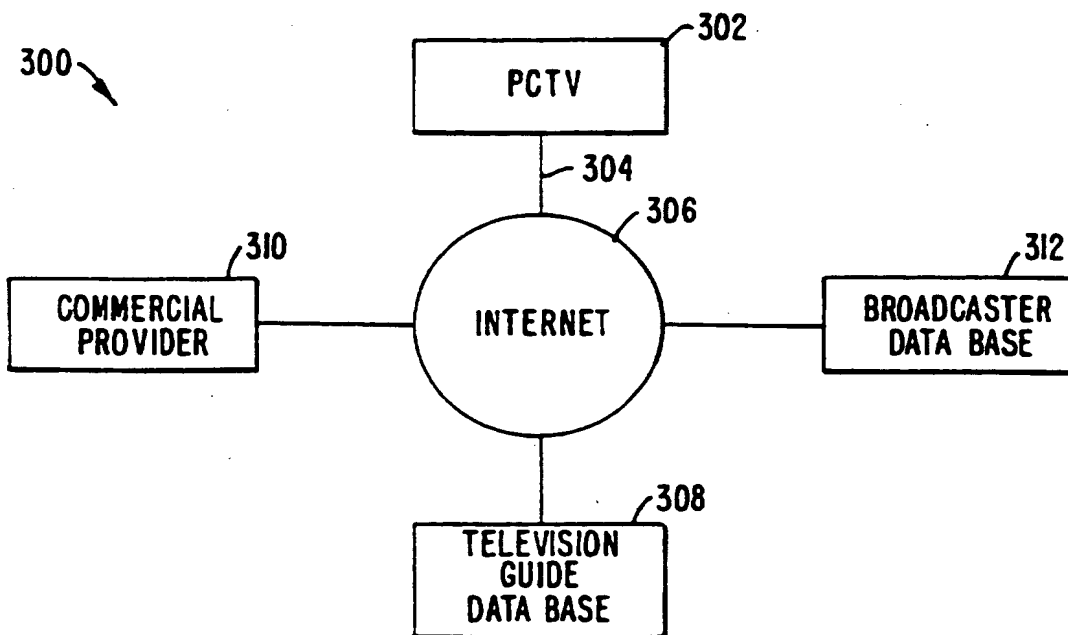 302
300
PCTV
304
306
310
312
COMMERCIAL
PROVIDER
INTERNET
BROADCASTER
DATA BASE
308
TELEVISION
GUIDE
DATA BASE